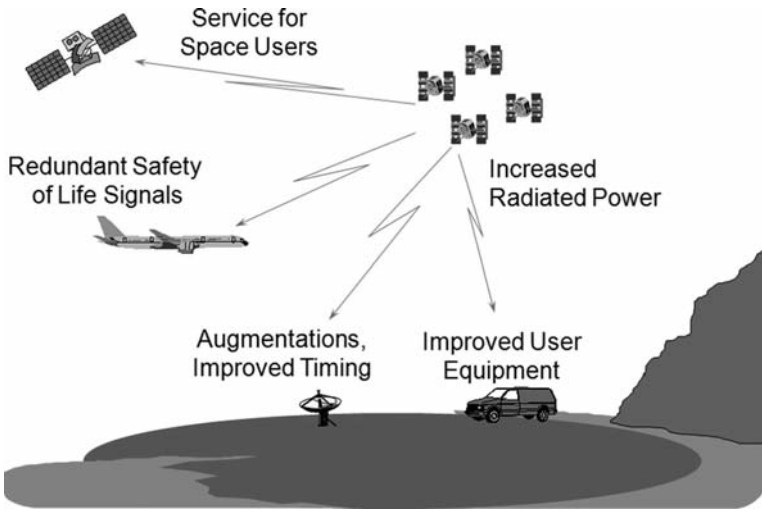 Service for
Space Users
Redundant Safety
of Life Signals
Increased
Radiated Power
Augmentations,
Improved Timing
Improved User
Equipment